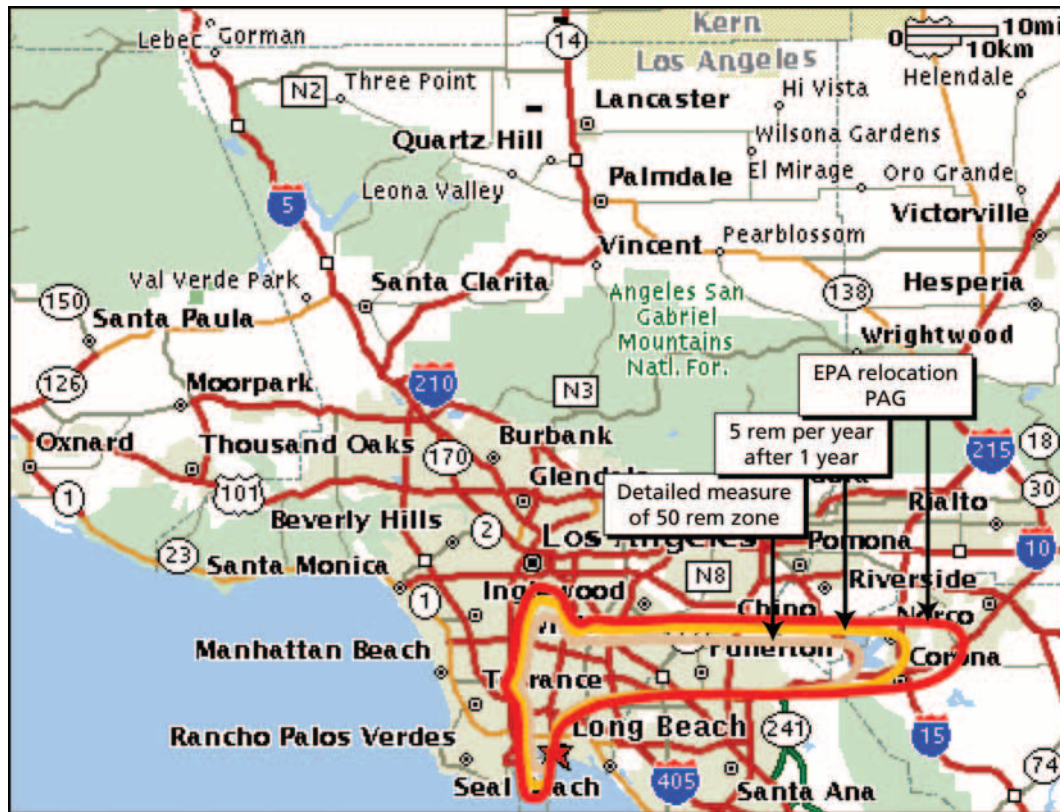 Kern
Los Angeles
0
10mi
10km
Lebec
Gorman
14
N2
Three Point
Helendale
Hi Vista
Lancaster
Wilsona Gardens
Quartz Hill
El Mirage
Oro Grande
Leona Valley
Palmdale
5
Victorville
Vincent
Pearblossom
Val Verde Park
Santa Clarita
138
Hesperia
150
Santa Paula
Angeles San
Gabriel
Mountains
Natl. For.
Wrightwood
126
Moorpark
210
N3
EPA relocation
PAG
5 rem per year
after 1 year
Oxnard
Thousand Oaks
170
Burbank
215
18
1
101
Detailed measure
of 50 rem zone
Rialto
30
Beverly Hills
2
Los Angeles
Pomona
10
23
Santa Monica
N8
Riverside
1
Inglewood
Chino
Norco
Manhattan Beach
Fullerton
Corona
Torrance
Rancho Palos Verdes
Long Beach
241
15
Seal Beach
405
Santa Ana
74